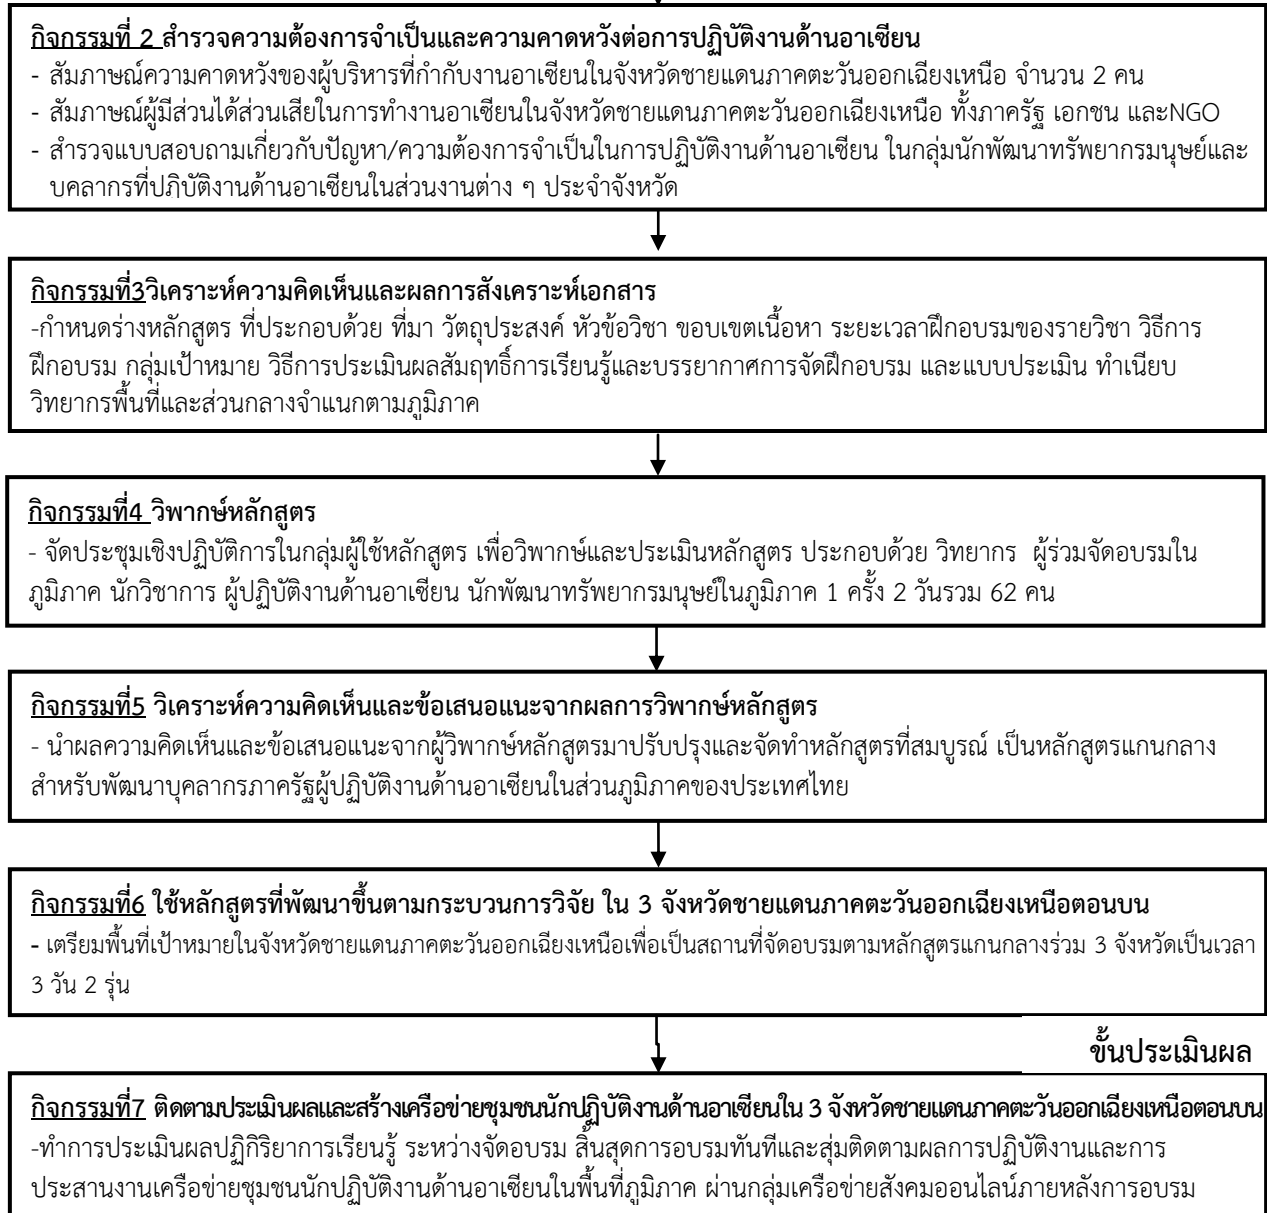 กิจกรรมที่ 2 สำรวจความต้องการจำเป็นและความคาดหวังต่อการปฏิบัติงานด้านอาเซียน
- สัมภาษณ์ความคาดหวังของผู้บริหารที่กำกับงานอาเซียนในจังหวัดชายแดนภาคตะวันออกเฉียงเหนือ จำนวน 2 คน
- สัมภาษณ์ผู้มีส่วนได้ส่วนเสียในการทำงานอาเซียนในจังหวัดชายแดนภาคตะวันออกเฉียงเหนือ ทั้งภาครัฐ เอกชน และNGO
- สำรวจแบบสอบถามเกี่ยวกับปัญหา/ความต้องการจำเป็นในการปฏิบัติงานด้านอาเซียน ในกลุ่มนักพัฒนาทรัพยากรมนุษย์และ
บุคลากรที่ปฏิบัติงานด้านอาเซียนในส่วนงานต่าง ๆ ประจำจังหวัด
กิจกรรมที่3วิเคราะห์ความคิดเห็นและผลการสังเคราะห์เอกสาร
-กำหนดร่างหลักสูตร ที่ประกอบด้วย ที่มา วัตถุประสงค์ หัวข้อวิชา ขอบเขตเนื้อหา ระยะเวลาฝึกอบรมของรายวิชา วิธีการ
ฝึกอบรม กลุ่มเป้าหมาย วิธีการประเมินผลสัมฤทธิ์การเรียนรู้และบรรยากาศการจัดฝึกอบรม และแบบประเมิน ทำเนียบ
วิทยากรพื้นที่และส่วนกลางจำแนกตามภูมิภาค
กิจกรรมที่4 วิพากษ์หลักสูตร
- จัดประชุมเชิงปฏิบัติการในกลุ่มผู้ใช้หลักสูตร เพื่อวิพากษ์และประเมินหลักสูตร ประกอบด้วย วิทยากร ผู้ร่วมจัดอบรมใน
ภูมิภาค นักวิชาการ ผู้ปฏิบัติงานด้านอาเซียน นักพัฒนาทรัพยากรมนุษย์ในภูมิภาค 1 ครั้ง 2 วันรวม 62 คน
กิจกรรมที่5 วิเคราะห์ความคิดเห็นและข้อเสนอแนะจากผลการวิพากษ์หลักสูตร
- นำผลความคิดเห็นและข้อเสนอแนะจากผู้วิพากษ์หลักสูตรมาปรับปรุงและจัดทำหลักสูตรที่สมบูรณ์ เป็นหลักสูตรแกนกลาง
สำหรับพัฒนาบุคลากรภาครัฐผู้ปฏิบัติงานด้านอาเซียนในส่วนภูมิภาคของประเทศไทย
กิจกรรมที่6 ใช้หลักสูตรที่พัฒนาขึ้นตามกระบวนการวิจัย ใน 3 จังหวัดชายแดนภาคตะวันออกเฉียงเหนือตอนบน
- เตรียมพื้นที่เป้าหมายในจังหวัดชายแดนภาคตะวันออกเฉียงเหนือเพื่อเป็นสถานที่จัดอบรมตามหลักสูตรแกนกลางร่วม 3 จังหวัดเป็นเวลา
3 วัน 2 รุ่น
ขั้นประเมินผล
กิจกรรมที่7 ติดตามประเมินผลและสร้างเครือข่ายชุมชนนักปฏิบัติงานด้านอาเซียนใน 3 จังหวัดชายแดนภาคตะวันออกเฉียงเหนือตอนบน
-ทำการประเมินผลปฏิกิริยาการเรียนรู้ ระหว่างจัดอบรม สิ้นสุดการอบรมทันทีและสุ่มติดตามผลการปฏิบัติงานและการ
ประสานงานเครือข่ายชุมชนนักปฏิบัติงานด้านอาเซียนในพื้นที่ภูมิภาค ผ่านกลุ่มเครือข่ายสังคมออนไลน์ภายหลังการอบรม